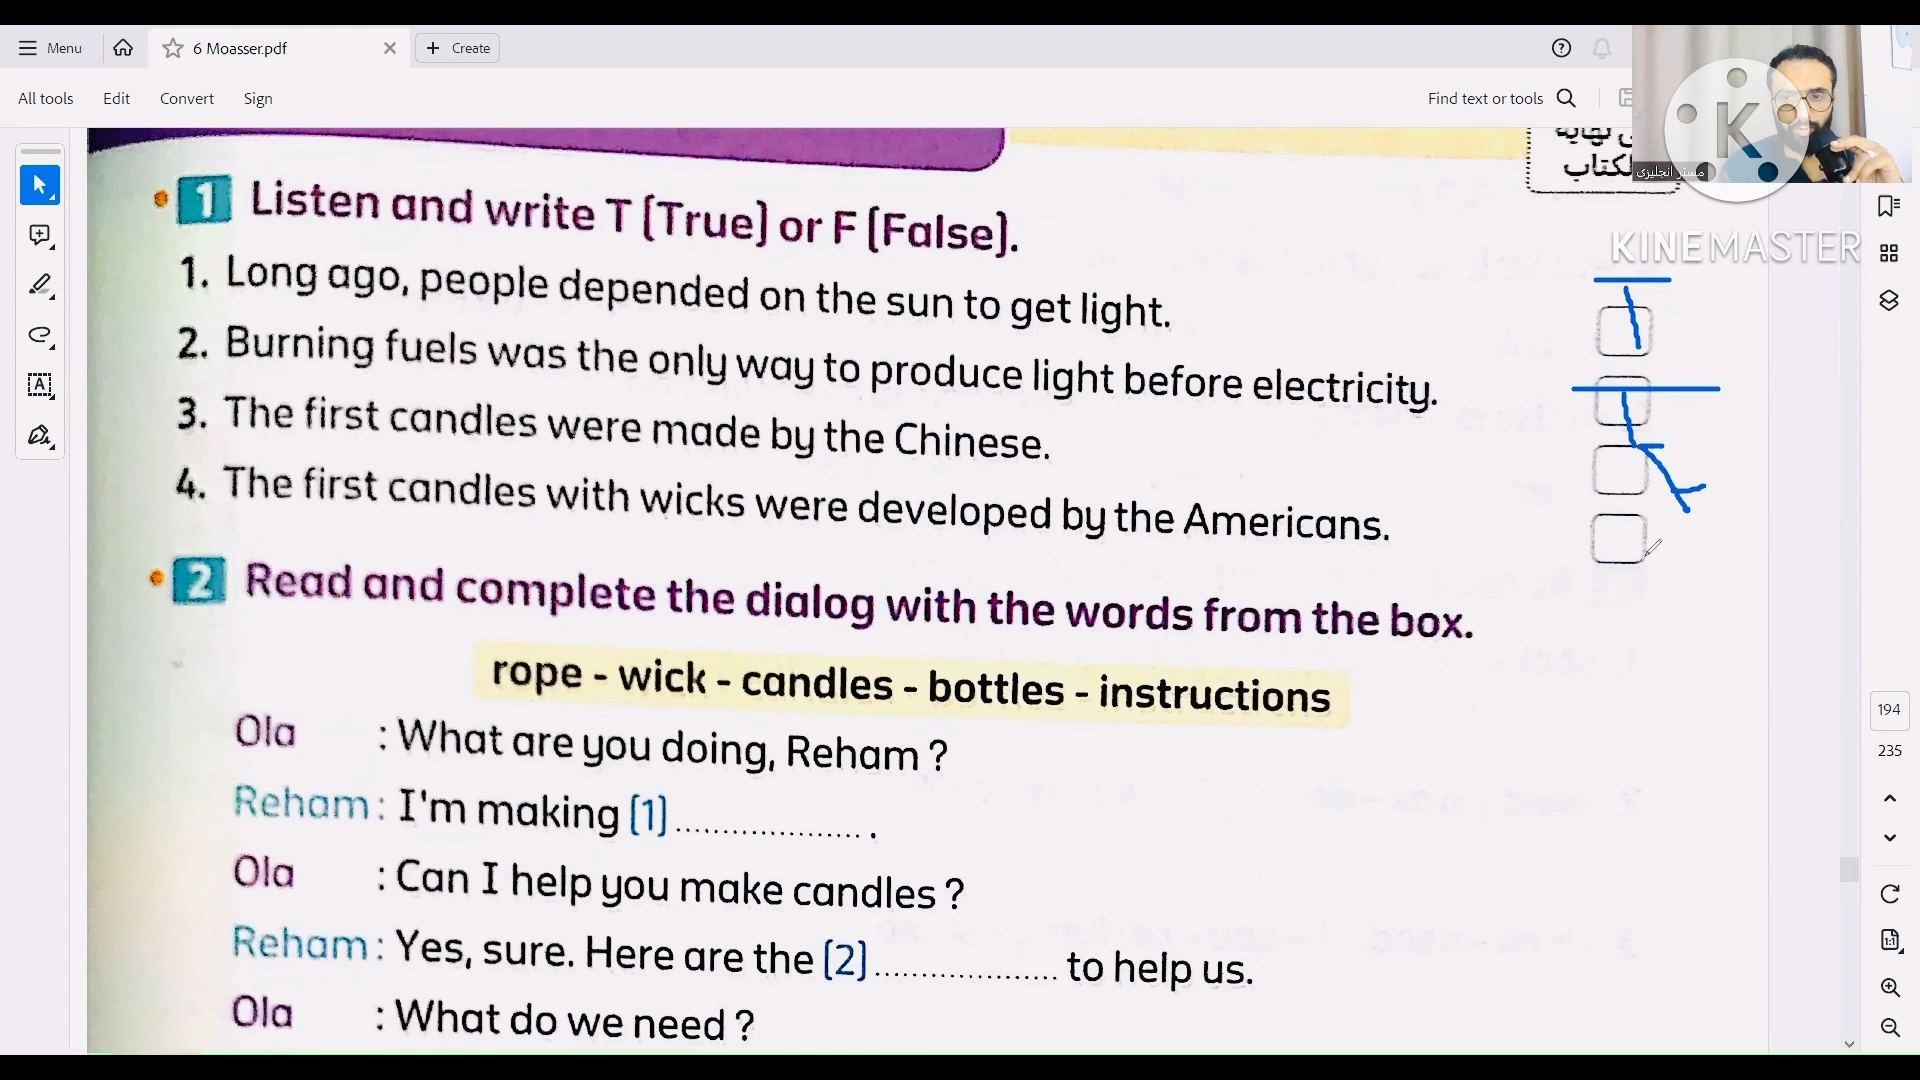 Menu
6 Moasser.pdf
Create
All tools
Edit
Convert
Sign
Find text or tools
نهاية
الكتاب
مستر انجليزى
K
KINEMASTER
1 Listen and write T (True) or F (False).
1. Long ago, people depended on the sun to get light.
T
2. Burning fuels was the only way to produce light before electricity.
T
3. The first candles were made by the Chinese.
F
4. The first candles with wicks were developed by the Americans.
2 Read and complete the dialog with the words from the box.
rope - wick - candles - bottles - instructions
Ola : What are you doing, Reham ?
Reham : I'm making (1) .................... .
Ola : Can I help you make candles ?
Reham : Yes, sure. Here are the (2) .................... to help us.
Ola : What do we need ?
194
235
1:1